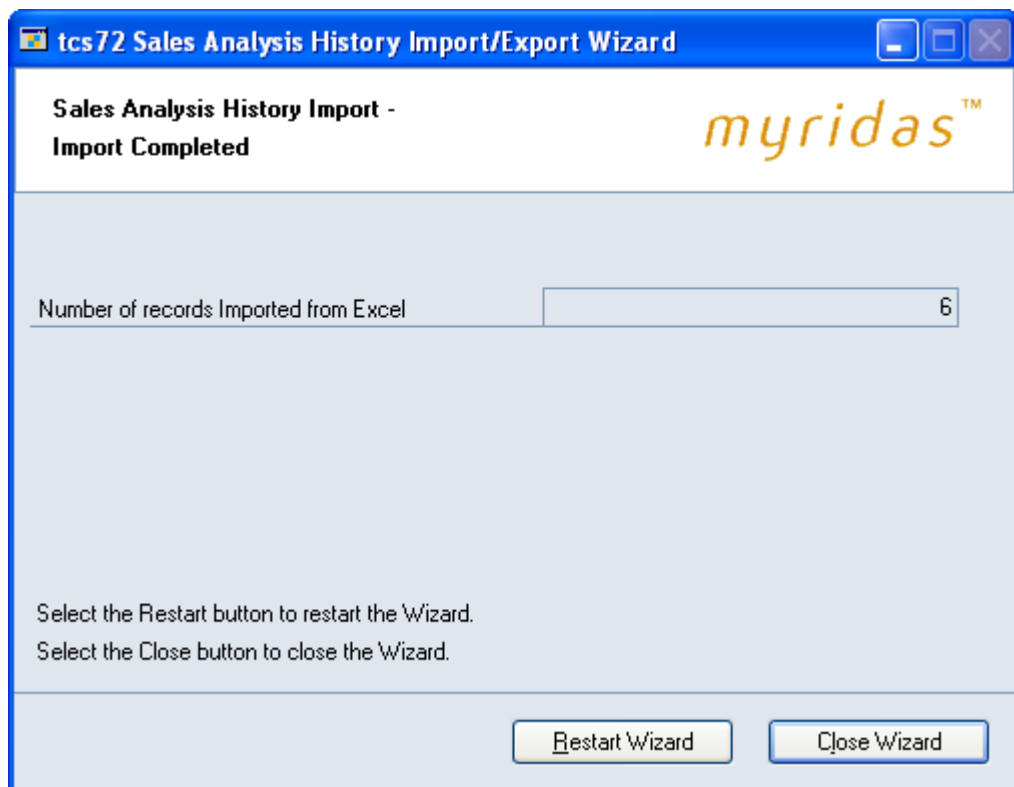 tcs72 Sales Analysis History Import/Export Wizard
Sales Analysis History Import -
Import Completed
myridas™
Number of records Imported from Excel 6
Select the Restart button to restart the Wizard.
Select the Close button to close the Wizard.
Restart Wizard Close Wizard